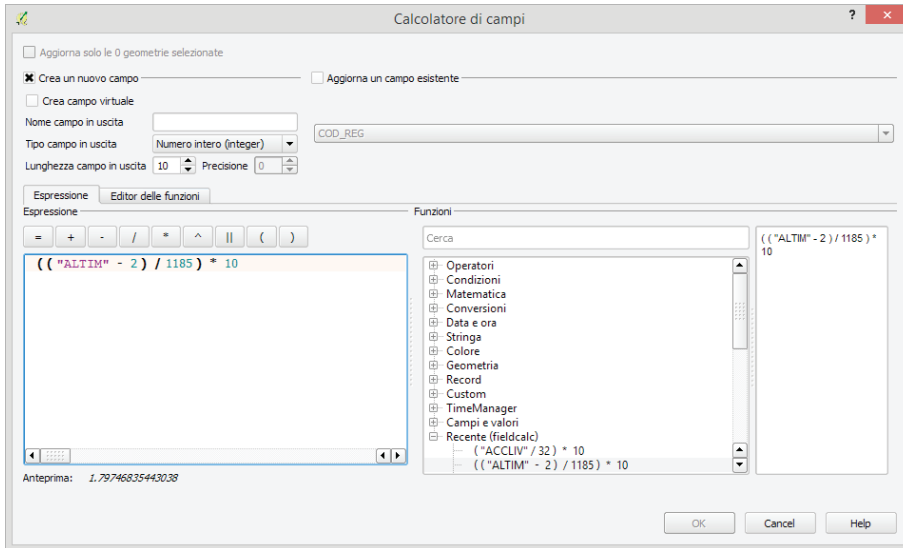 Calcolatore di campi
? x
Aggiorna solo le 0 geometrie selezionate
Crea un nuovo campo
Aggiorna un campo esistente
Crea campo virtuale
Nome campo in uscita
COD_REG
Tipo campo in uscita Numero intero (integer)
Lunghezza campo in uscita 10 Precisione 0
Espressione Editor delle funzioni
Espressione
Funzioni
= + - / * ^ || ( )
Cerca
(("ALTIM" - 2) / 1185) * 10
Operatori
Condizioni
Matematica
Conversioni
Data e ora
Stringa
Colore
Geometria
Record
Custom
TimeManager
Campi e valori
Recente (fieldcalc)
("ACCLIV" / 32) * 10
(("ALTIM" - 2) / 1185) * 10
( ( "ALTIM" - 2 ) / 1185 ) *
10
Anteprima: 1.79746835443038
OK Cancel Help